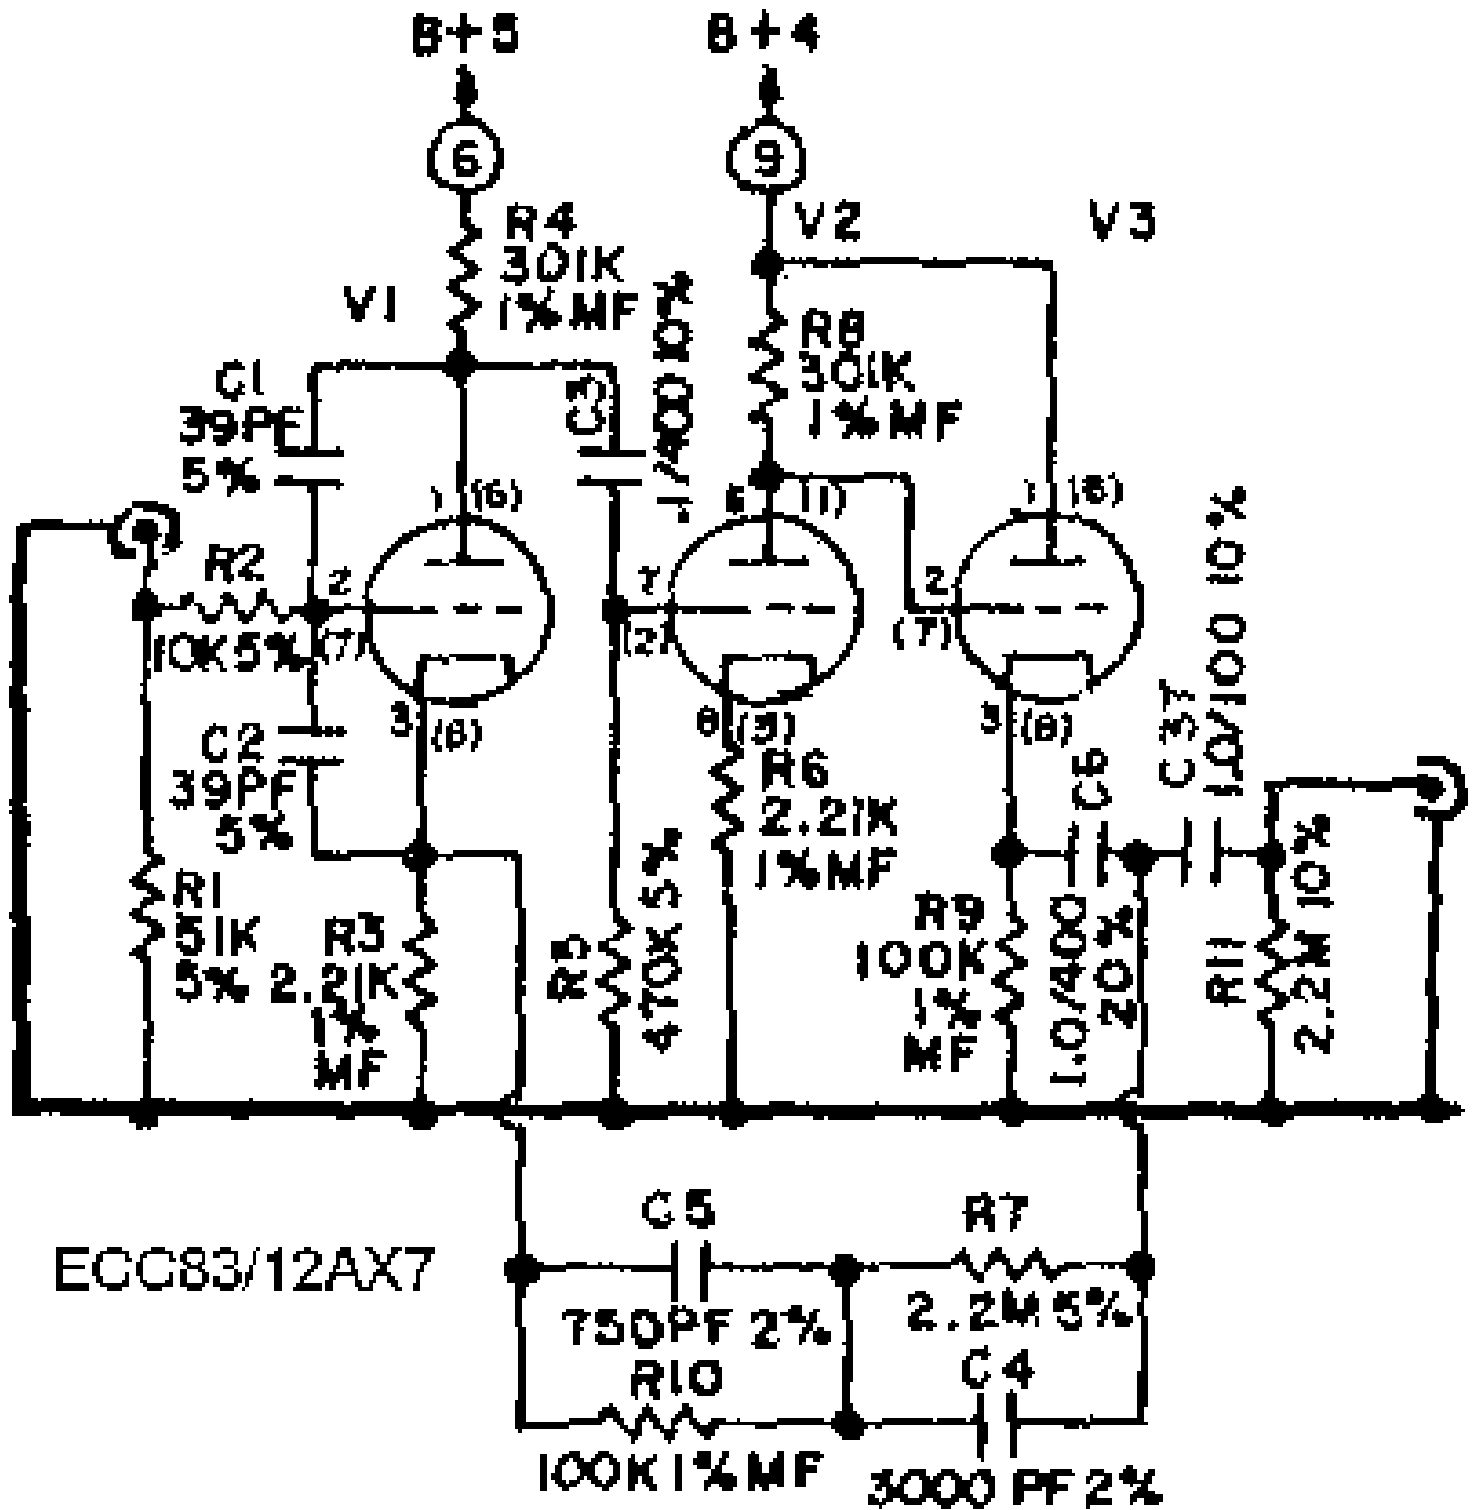 B+5
B+4
6
9
R4
301K
1% MF
V1
V2
V3
C1
39PF
5%
C3
.1/400 10%
R8
301K
1% MF
1 (6)
6 (1)
1 (6)
R2
10K 5%
2
(7)
7
(2)
2
(7)
3
(8)
8 (3)
3
(8)
C2
39PF
5%
R1
51K
5%
R3
2.21K
1%
MF
R5
470K 5%
R6
2.21K
1% MF
R9
100K
1%
MF
C6
1.0/400
20%
C37
1.0/100 10%
R11
2.2M 10%
ECC83/12AX7
C5
750PF 2%
R7
2.2M 5%
R10
100K 1% MF
C4
3000 PF 2%